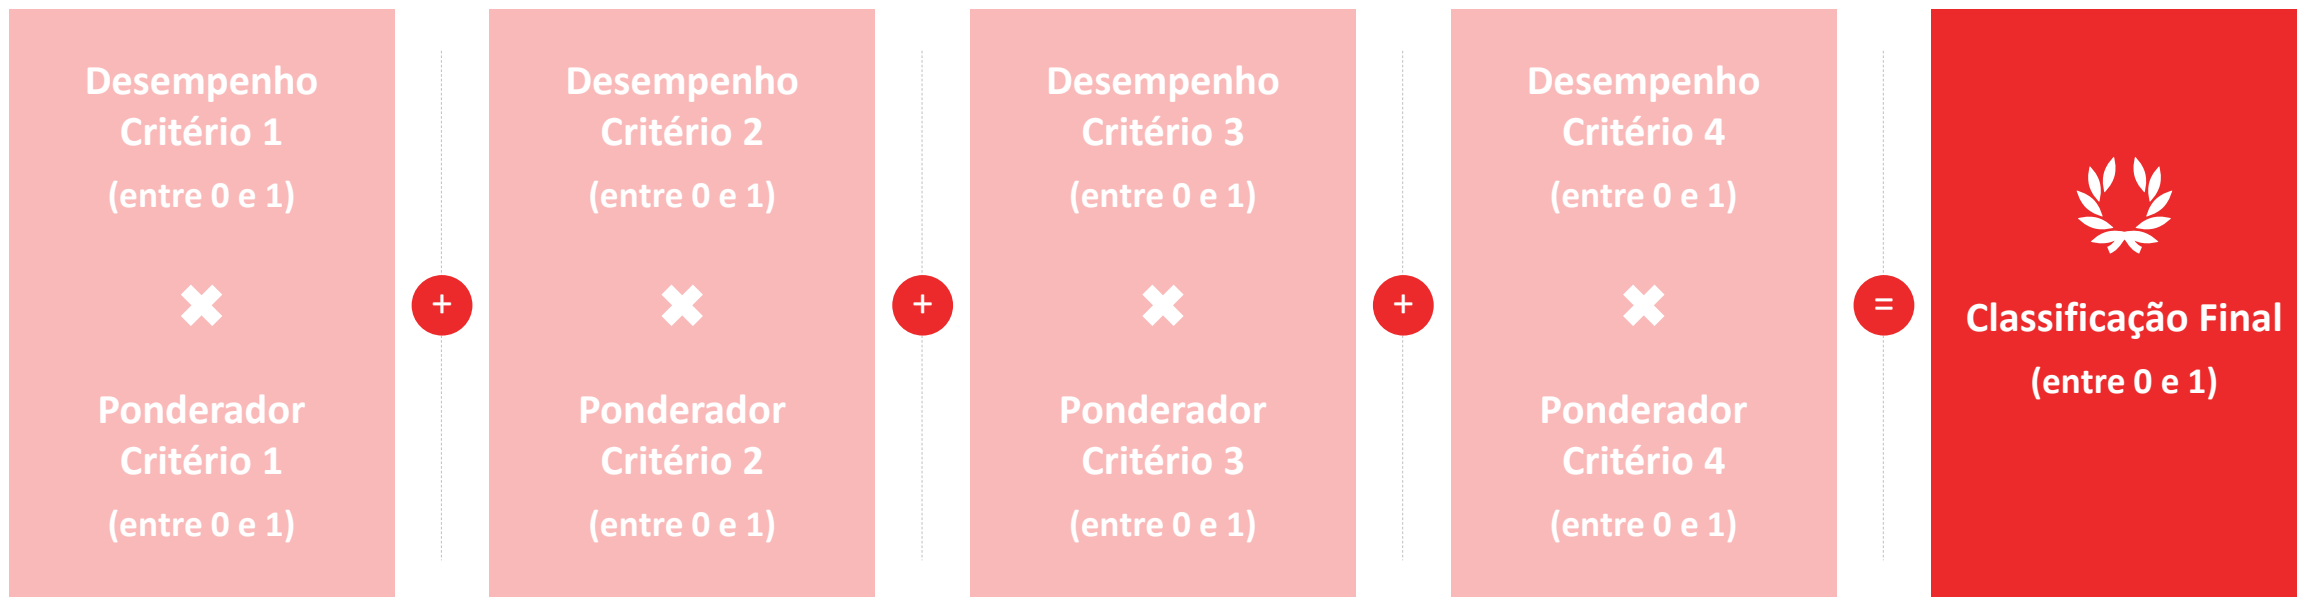 Desempenho
Critério 1
(entre 0 e 1)
✖
Ponderador
Critério 1
(entre 0 e 1)
+
Desempenho
Critério 2
(entre 0 e 1)
✖
Ponderador
Critério 2
(entre 0 e 1)
+
Desempenho
Critério 3
(entre 0 e 1)
✖
Ponderador
Critério 3
(entre 0 e 1)
+
Desempenho
Critério 4
(entre 0 e 1)
✖
Ponderador
Critério 4
(entre 0 e 1)
=
Classificação Final
(entre 0 e 1)